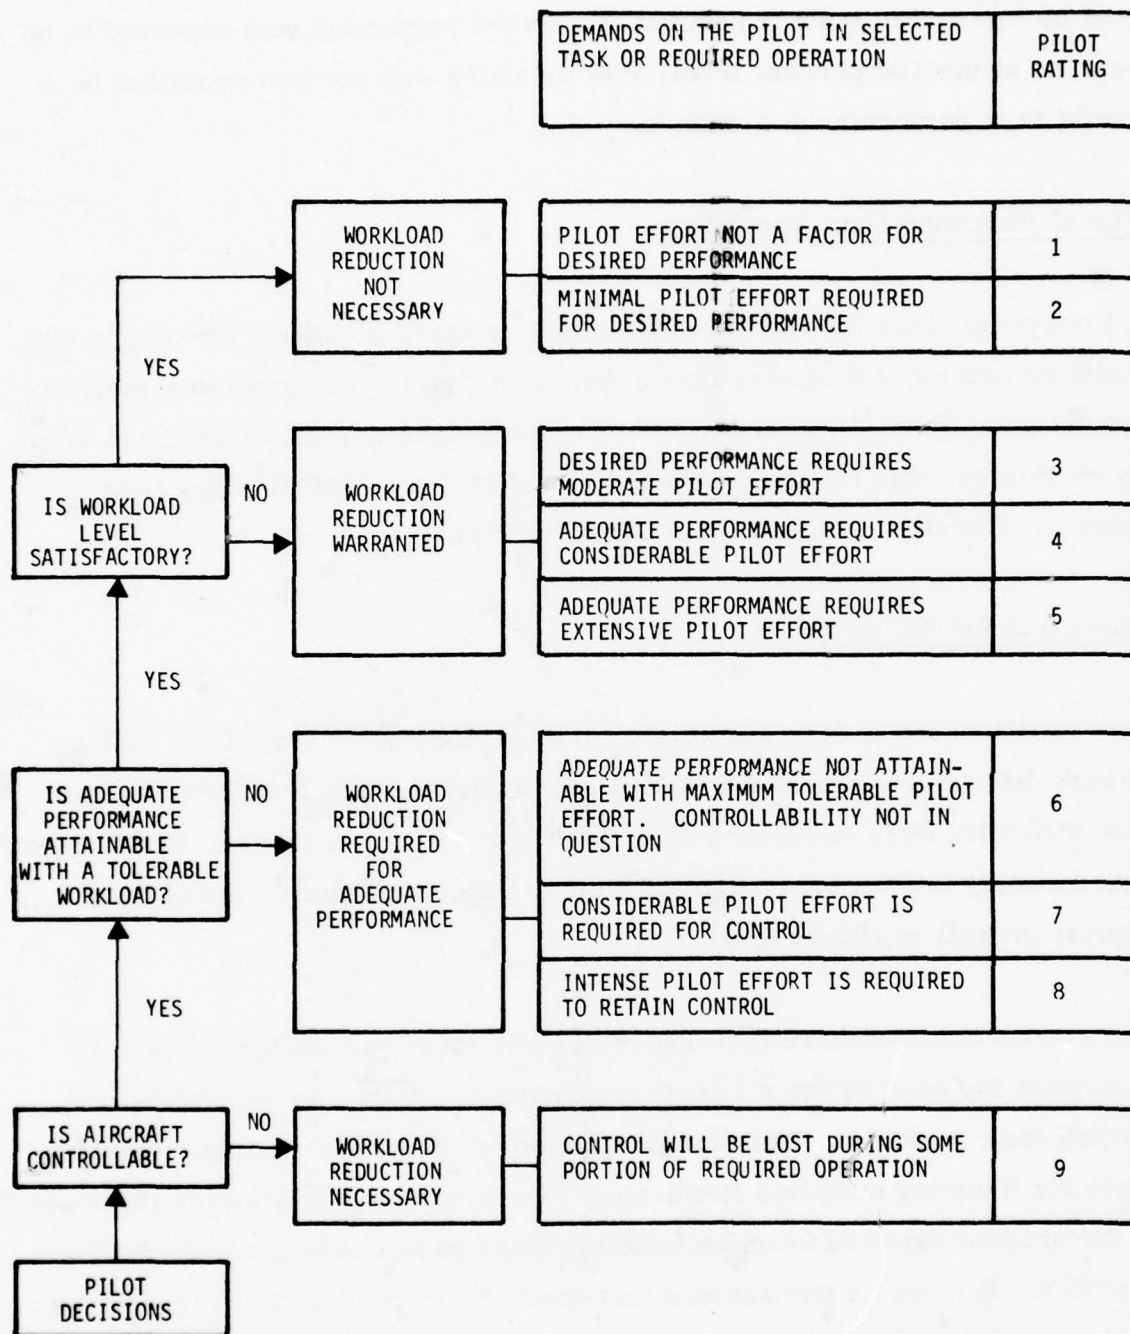 DEMANDS ON THE PILOT IN SELECTED
TASK OR REQUIRED OPERATION
PILOT
RATING
WORKLOAD
REDUCTION
NOT
NECESSARY
PILOT EFFORT NOT A FACTOR FOR
DESIRED PERFORMANCE
1
MINIMAL PILOT EFFORT REQUIRED
FOR DESIRED PERFORMANCE
2
YES
IS WORKLOAD
LEVEL
SATISFACTORY?
NO
WORKLOAD
REDUCTION
WARRANTED
DESIRED PERFORMANCE REQUIRES
MODERATE PILOT EFFORT
3
ADEQUATE PERFORMANCE REQUIRES
CONSIDERABLE PILOT EFFORT
4
ADEQUATE PERFORMANCE REQUIRES
EXTENSIVE PILOT EFFORT
5
YES
IS ADEQUATE
PERFORMANCE
ATTAINABLE
WITH A TOLERABLE
WORKLOAD?
NO
WORKLOAD
REDUCTION
REQUIRED
FOR
ADEQUATE
PERFORMANCE
ADEQUATE PERFORMANCE NOT ATTAIN-
ABLE WITH MAXIMUM TOLERABLE PILOT
EFFORT. CONTROLLABILITY NOT IN
QUESTION
6
CONSIDERABLE PILOT EFFORT IS
REQUIRED FOR CONTROL
7
INTENSE PILOT EFFORT IS REQUIRED
TO RETAIN CONTROL
8
YES
IS AIRCRAFT
CONTROLLABLE?
NO
WORKLOAD
REDUCTION
NECESSARY
CONTROL WILL BE LOST DURING SOME
PORTION OF REQUIRED OPERATION
9
PILOT
DECISIONS